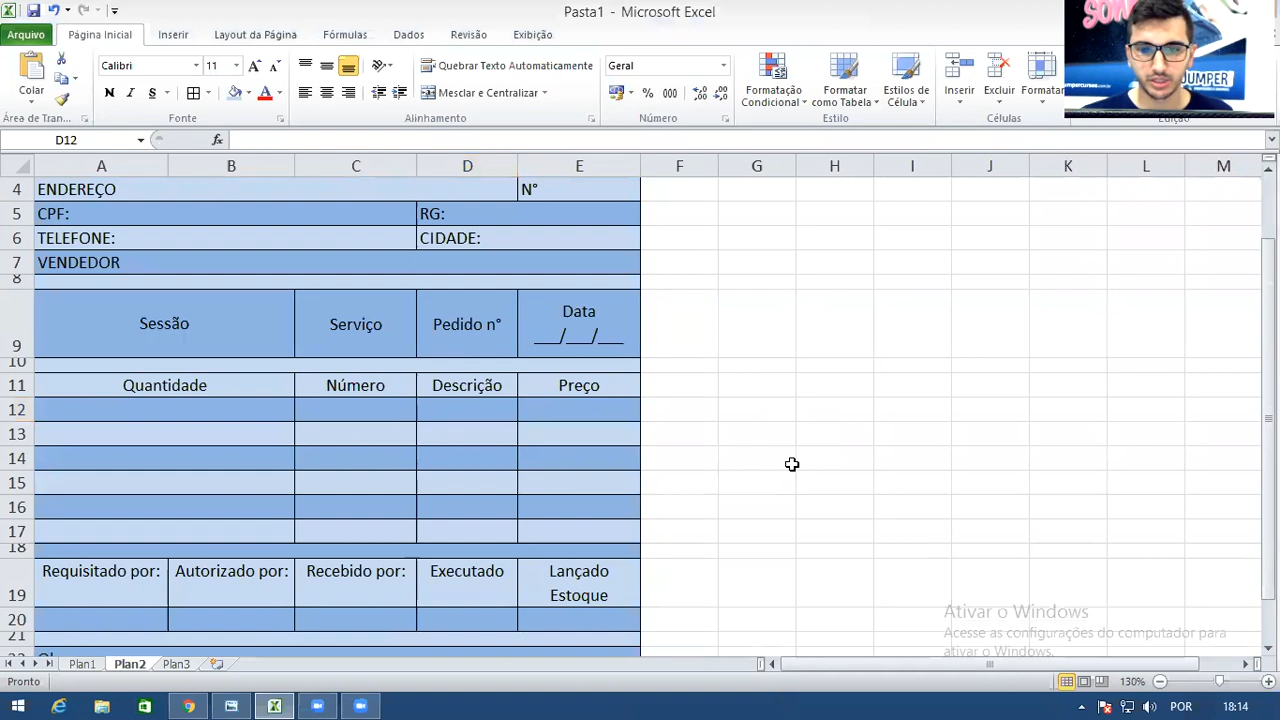 Pasta1 - Microsoft Excel
Arquivo Página Inicial Inserir Layout da Página Fórmulas Dados Revisão Exibição
Colar
Calibri 11
N I S A A A
Quebrar Texto Automaticamente
Mesclar e Centralizar
Geral
% 000
Formatação Condicional
Formatar como Tabela
Estilos de Célula
Inserir Excluir Formatar
Área de Tran... Fonte Número Estilo Células Edição
JUMPER
D12 fx
A B C D E F G H I J K L M
4 ENDEREÇO N°
5 CPF: RG:
6 TELEFONE: CIDADE:
7 VENDEDOR
8
9 Sessão Serviço Pedido n° Data ___/___/___
10
11 Quantidade Número Descrição Preço
12
13
14
15
16
17
18
19 Requisitado por: Autorizado por: Recebido por: Executado Lançado Estoque
20
21
Ativar o Windows
Acesse as configurações do computador para
ativar o Windows.
Plan1 Plan2 Plan3
Pronto 130%
POR 18:14